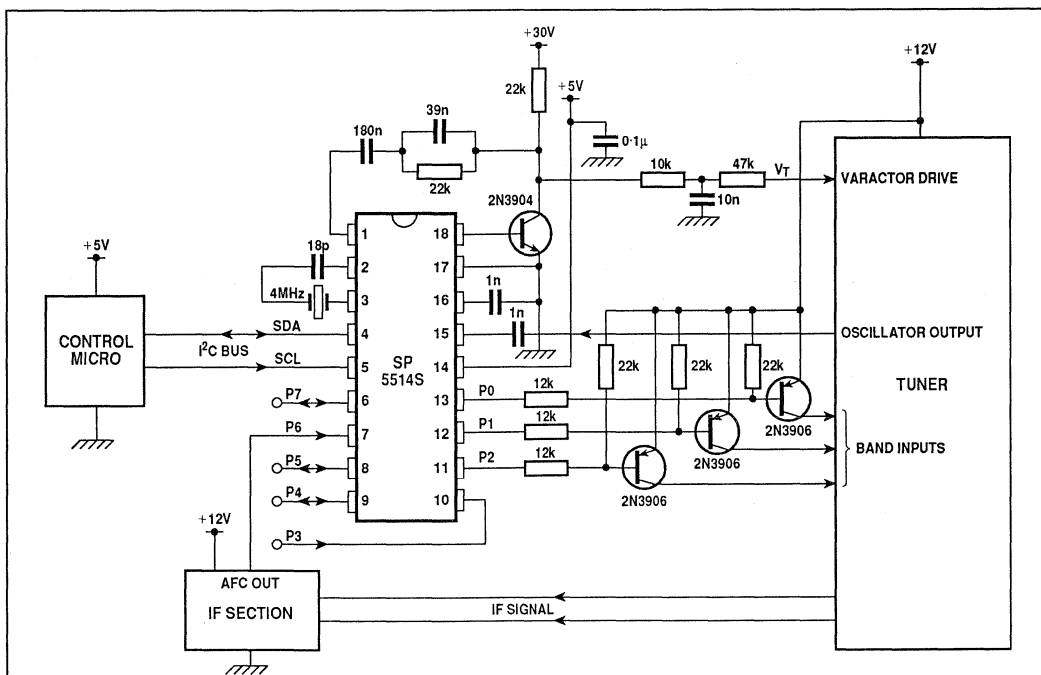 +30V
+12V
22k
+5V
39n
180n
0·1µ
22k
10k
47k
VT
VARACTOR DRIVE
10n
2N3904
1
18
18p
2
17
+5V
4MHz
3
16
1n
1n
CONTROL
MICRO
SDA
4
15
OSCILLATOR OUTPUT
I²C BUS
SCL
5
SP
5514S
14
22k
22k
22k
TUNER
P7
6
13
P0
12k
2N3906
P6
7
12
P1
12k
BAND INPUTS
2N3906
P5
8
11
P2
12k
2N3906
P4
9
10
+12V
P3
AFC OUT
IF SECTION
IF SIGNAL